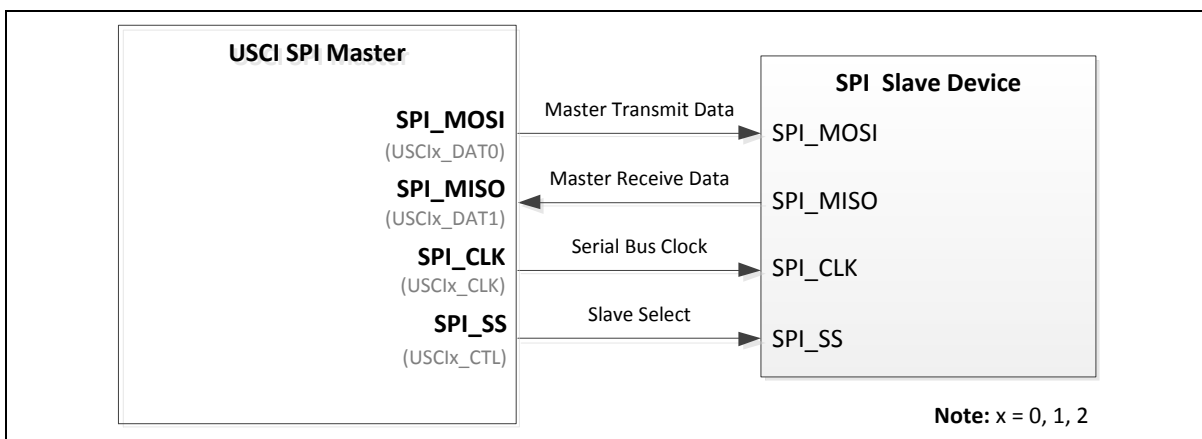 USCI SPI Master
SPI_MOSI
(USCIx_DAT0)
SPI_MISO
(USCIx_DAT1)
SPI_CLK
(USCIx_CLK)
SPI_SS
(USCIx_CTL)
Master Transmit Data
Master Receive Data
Serial Bus Clock
Slave Select
SPI Slave Device
SPI_MOSI
SPI_MISO
SPI_CLK
SPI_SS
Note: x = 0, 1, 2